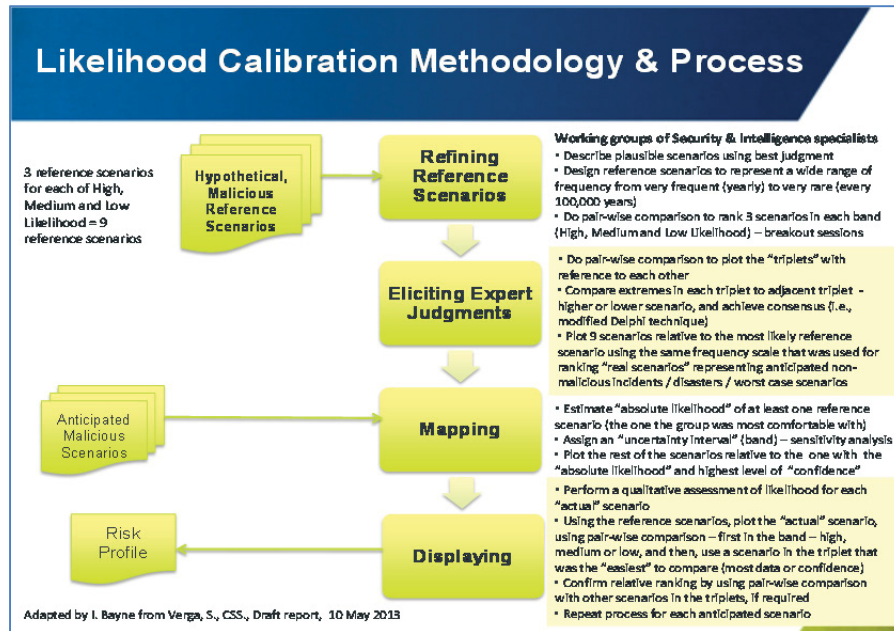 Likelihood Calibration Methodology & Process
3 reference scenarios
for each of High,
Medium and Low
Likelihood = 9
reference scenarios
Hypothetical,
Malicious
Reference
Scenarios
Refining
Reference
Scenarios
Working groups of Security & Intelligence specialists
• Describe plausible scenarios using best judgment
• Design reference scenarios to represent a wide range of
frequency from very frequent (yearly) to very rare (every
100,000 years)
• Do pair-wise comparison to rank 3 scenarios in each band
(High, Medium and Low Likelihood) – breakout sessions
Eliciting Expert
Judgments
• Do pair-wise comparison to plot the "triplets" with
reference to each other
• Compare extremes in each triplet to adjacent triplet -
higher or lower scenario, and achieve consensus (i.e.,
modified Delphi technique)
• Plot 9 scenarios relative to the most likely reference
scenario using the same frequency scale that was used for
ranking "real scenarios" representing anticipated non-
malicious incidents / disasters / worst case scenarios
Anticipated
Malicious
Scenarios
Mapping
• Estimate "absolute likelihood" of at least one reference
scenario (the one the group was most comfortable with)
• Assign an "uncertainty interval" (band) – sensitivity analysis
• Plot the rest of the scenarios relative to the one with the
"absolute likelihood" and highest level of "confidence"
Risk
Profile
Displaying
• Perform a qualitative assessment of likelihood for each
"actual" scenario
• Using the reference scenarios, plot the "actual" scenario,
using pair-wise comparison – first in the band – high,
medium or low, and then, use a scenario in the triplet that
was the "easiest" to compare (most data or confidence)
• Confirm relative ranking by using pair-wise comparison
with other scenarios in the triplets, if required
• Repeat process for each anticipated scenario
Adapted by I. Bayne from Verga, S., CSS., Draft report, 10 May 2013